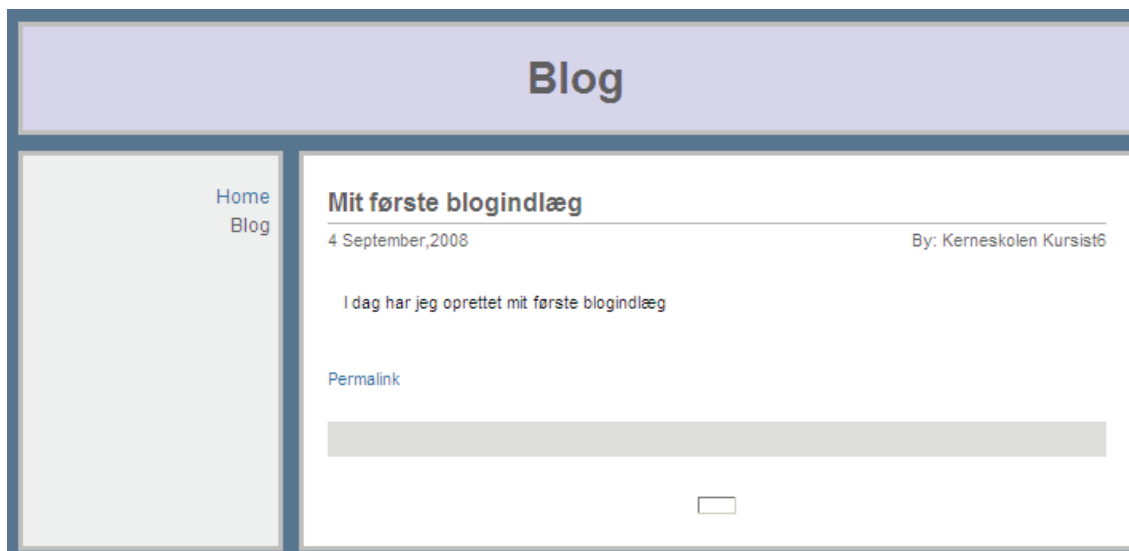 Blog
Home
Blog
Mit første blogindlæg
4 September,2008 By: Kerneskolen Kursist6
I dag har jeg oprettet mit første blogindlæg
Permalink